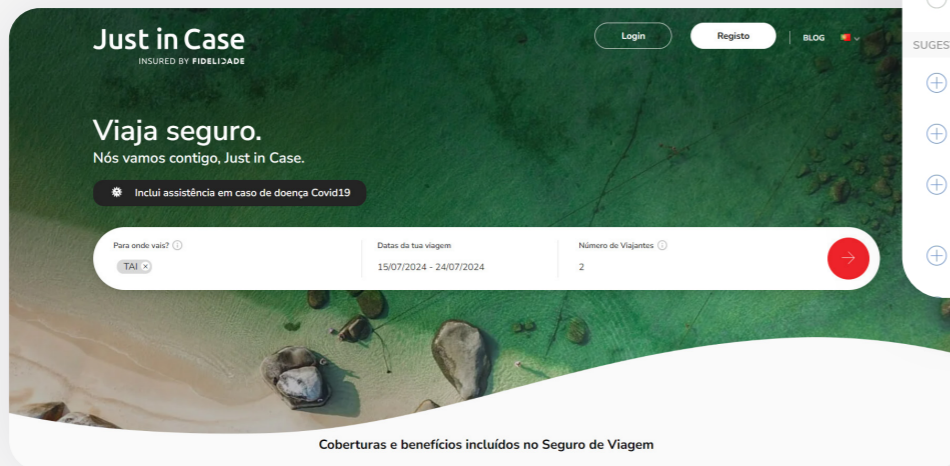 Just in Case
INSURED BY FIDELIDADE
Login
Registo
BLOG
Viaja seguro.
Nós vamos contigo, Just in Case.
Inclui assistência em caso de doença Covid19
Para onde vais?
Datas da tua viagem
Número de Viajantes
TAI ×
15/07/2024 - 24/07/2024
2
Coberturas e benefícios incluídos no Seguro de Viagem
SUGES